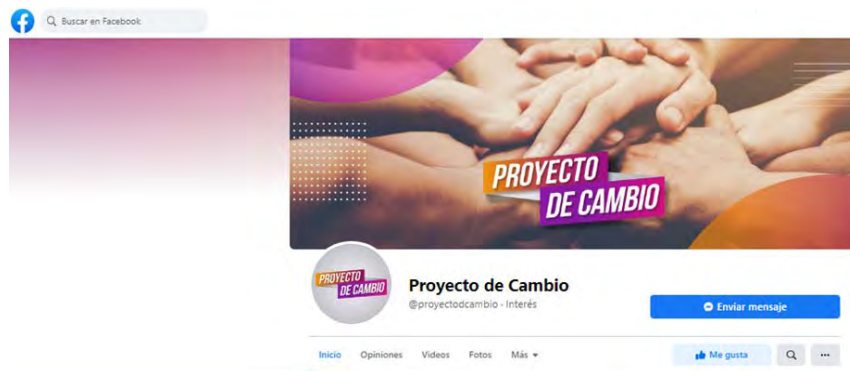 Buscar en Facebook
PROYECTO
DE CAMBIO
PROYECTO
DE CAMBIO
Proyecto de Cambio
@proyectodcambio · Interés
Enviar mensaje
Inicio Opiniones Videos Fotos Más
Me gusta